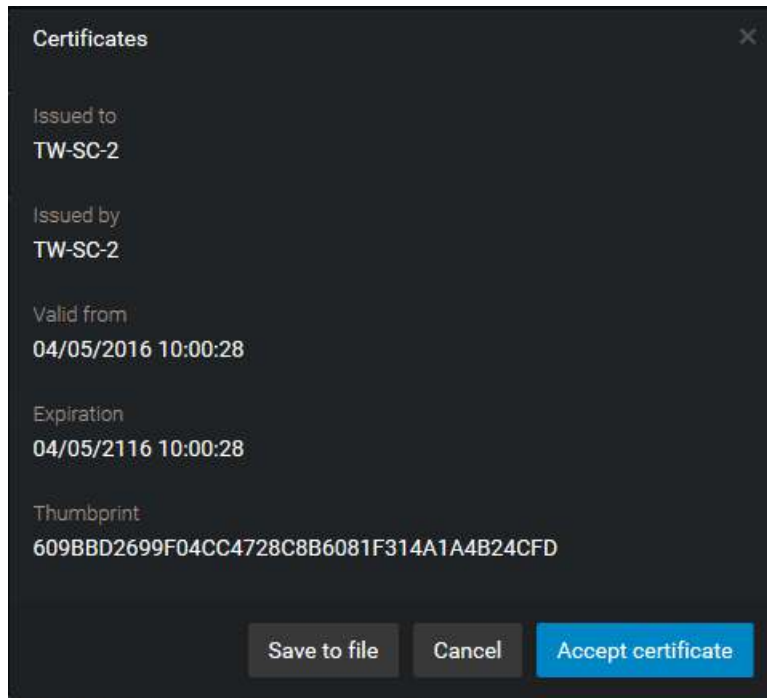 Certificates
Issued to
TW-SC-2
Issued by
TW-SC-2
Valid from
04/05/2016 10:00:28
Expiration
04/05/2116 10:00:28
Thumbprint
609BBD2699F04CC4728C8B6081F314A1A4B24CFD
Save to file Cancel Accept certificate